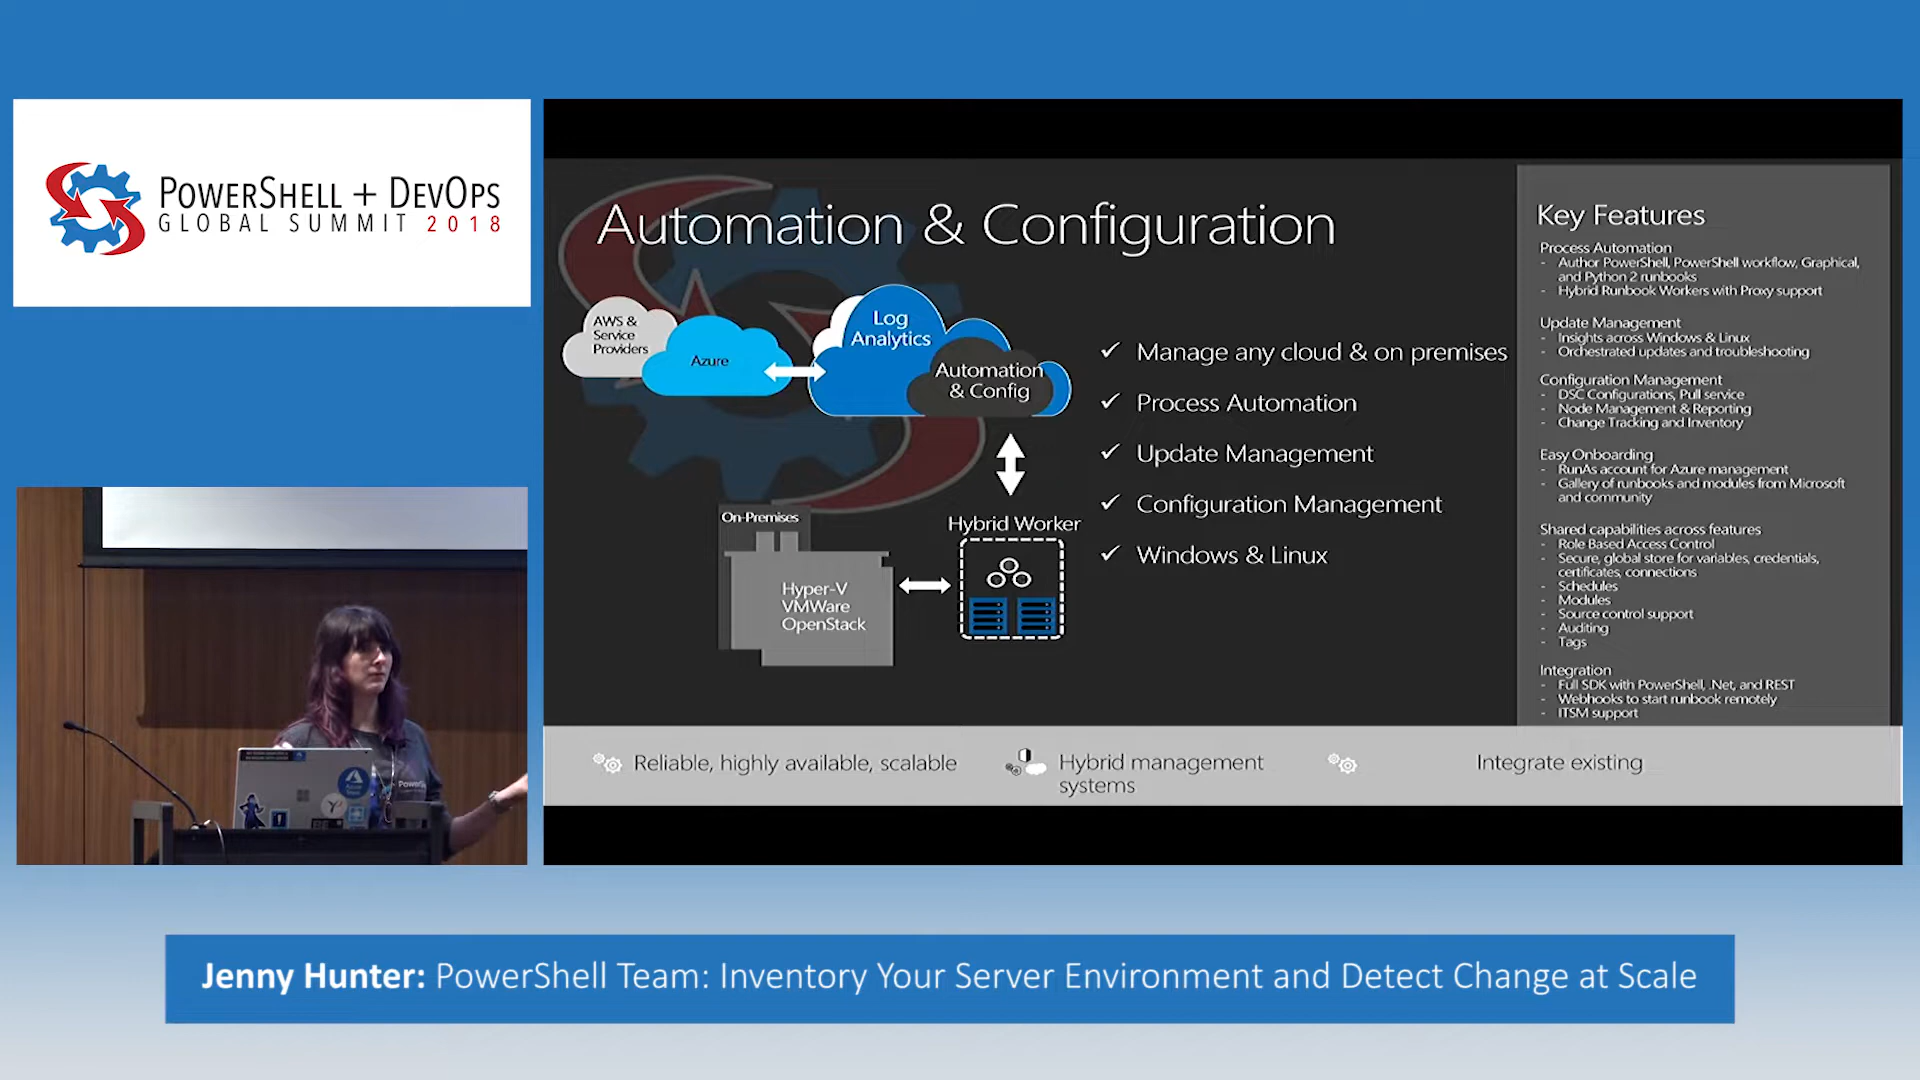 POWERSHELL + DEVOPS
GLOBAL SUMMIT 2018
Automation & Configuration
AWS &
Service
Providers
Azure
Log
Analytics
Automation
& Config
On-Premises
Hyper-V
VMWare
OpenStack
Hybrid Worker
✓ Manage any cloud & on premises
✓ Process Automation
✓ Update Management
✓ Configuration Management
✓ Windows & Linux
Key Features
Process Automation
- Author PowerShell, PowerShell workflow, Graphical,
and Python 2 runbooks
- Hybrid Runbook Workers with Proxy support
Update Management
- Insights across Windows & Linux
- Orchestrated updates and troubleshooting
Configuration Management
- DSC Configurations, Pull service
- Node Management & Reporting
- Change Tracking and Inventory
Easy Onboarding
- RunAs account for Azure management
- Gallery of runbooks and modules from Microsoft
and community
Shared capabilities across features
- Role Based Access Control
- Secure, global store for variables, credentials,
certificates, connections
- Schedules
- Modules
- Source control support
- Auditing
- Tags
Integration
- Full SDK with PowerShell, .Net, and REST
- Webhooks to start runbook remotely
- ITSM support
Reliable, highly available, scalable
Hybrid management
systems
Integrate existing
Jenny Hunter: PowerShell Team: Inventory Your Server Environment and Detect Change at Scale